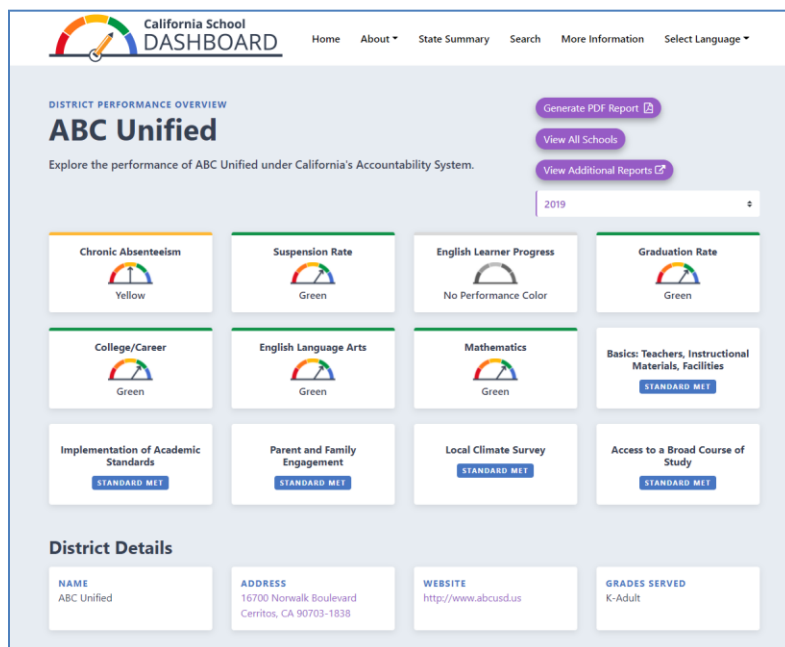 California School
DASHBOARD
Home About State Summary Search More Information Select Language
DISTRICT PERFORMANCE OVERVIEW
ABC Unified
Explore the performance of ABC Unified under California's Accountability System.
Generate PDF Report
View All Schools
View Additional Reports
2019
Chronic Absenteeism
Yellow
Suspension Rate
Green
English Learner Progress
No Performance Color
Graduation Rate
Green
College/Career
Green
English Language Arts
Green
Mathematics
Green
Basics: Teachers, Instructional
Materials, Facilities
STANDARD MET
Implementation of Academic
Standards
STANDARD MET
Parent and Family
Engagement
STANDARD MET
Local Climate Survey
STANDARD MET
Access to a Broad Course of
Study
STANDARD MET
District Details
NAME
ABC Unified
ADDRESS
16700 Norwalk Boulevard
Cerritos, CA 90703-1838
WEBSITE
http://www.abcusd.us
GRADES SERVED
K-Adult